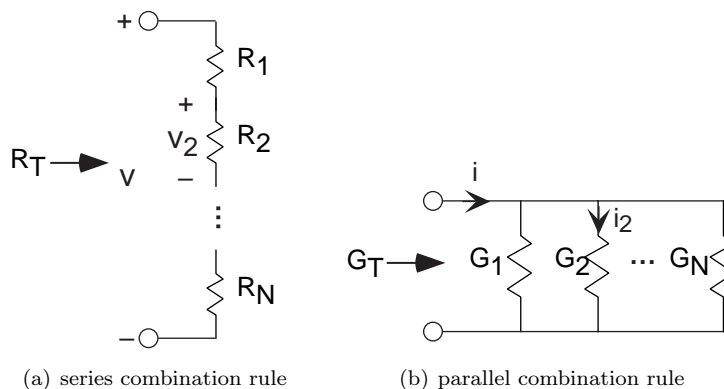 +
R1
+
v2 R2
RT v
–
...
RN
–
i
i2
GT G1 G2 ... GN
(a) series combination rule (b) parallel combination rule